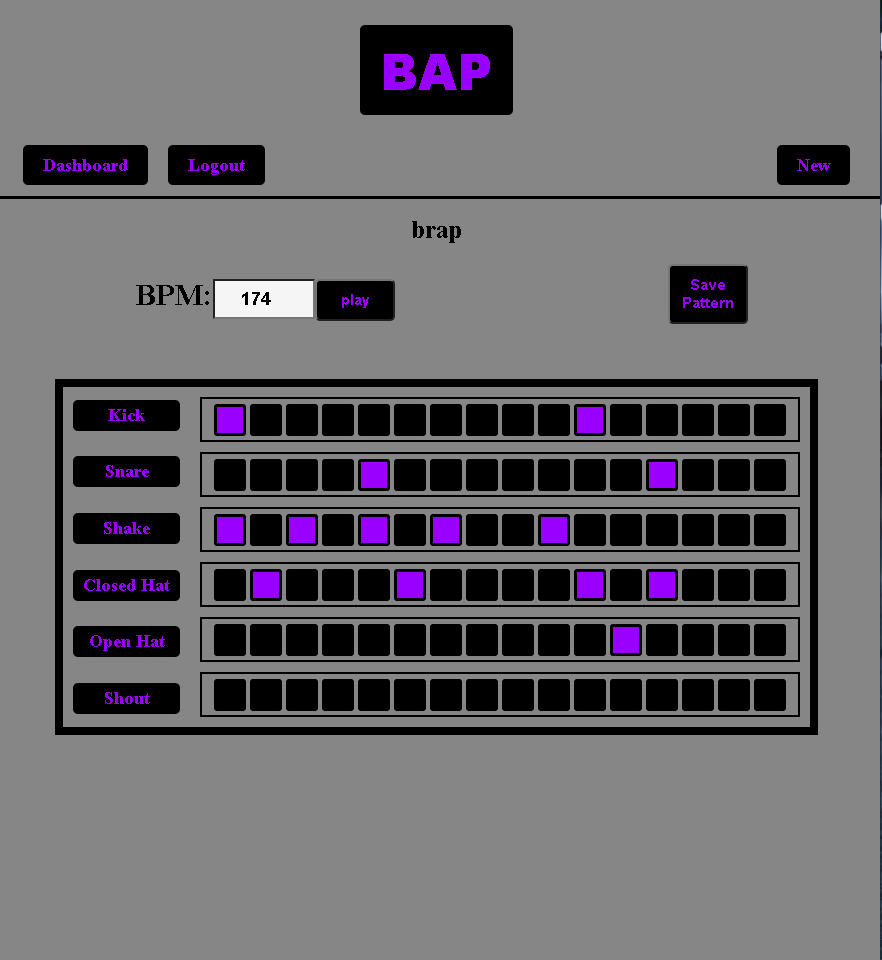 BAP
Dashboard
Logout
New
brap
BPM:
174
play
Save
Pattern
Kick
Snare
Shake
Closed Hat
Open Hat
Shout